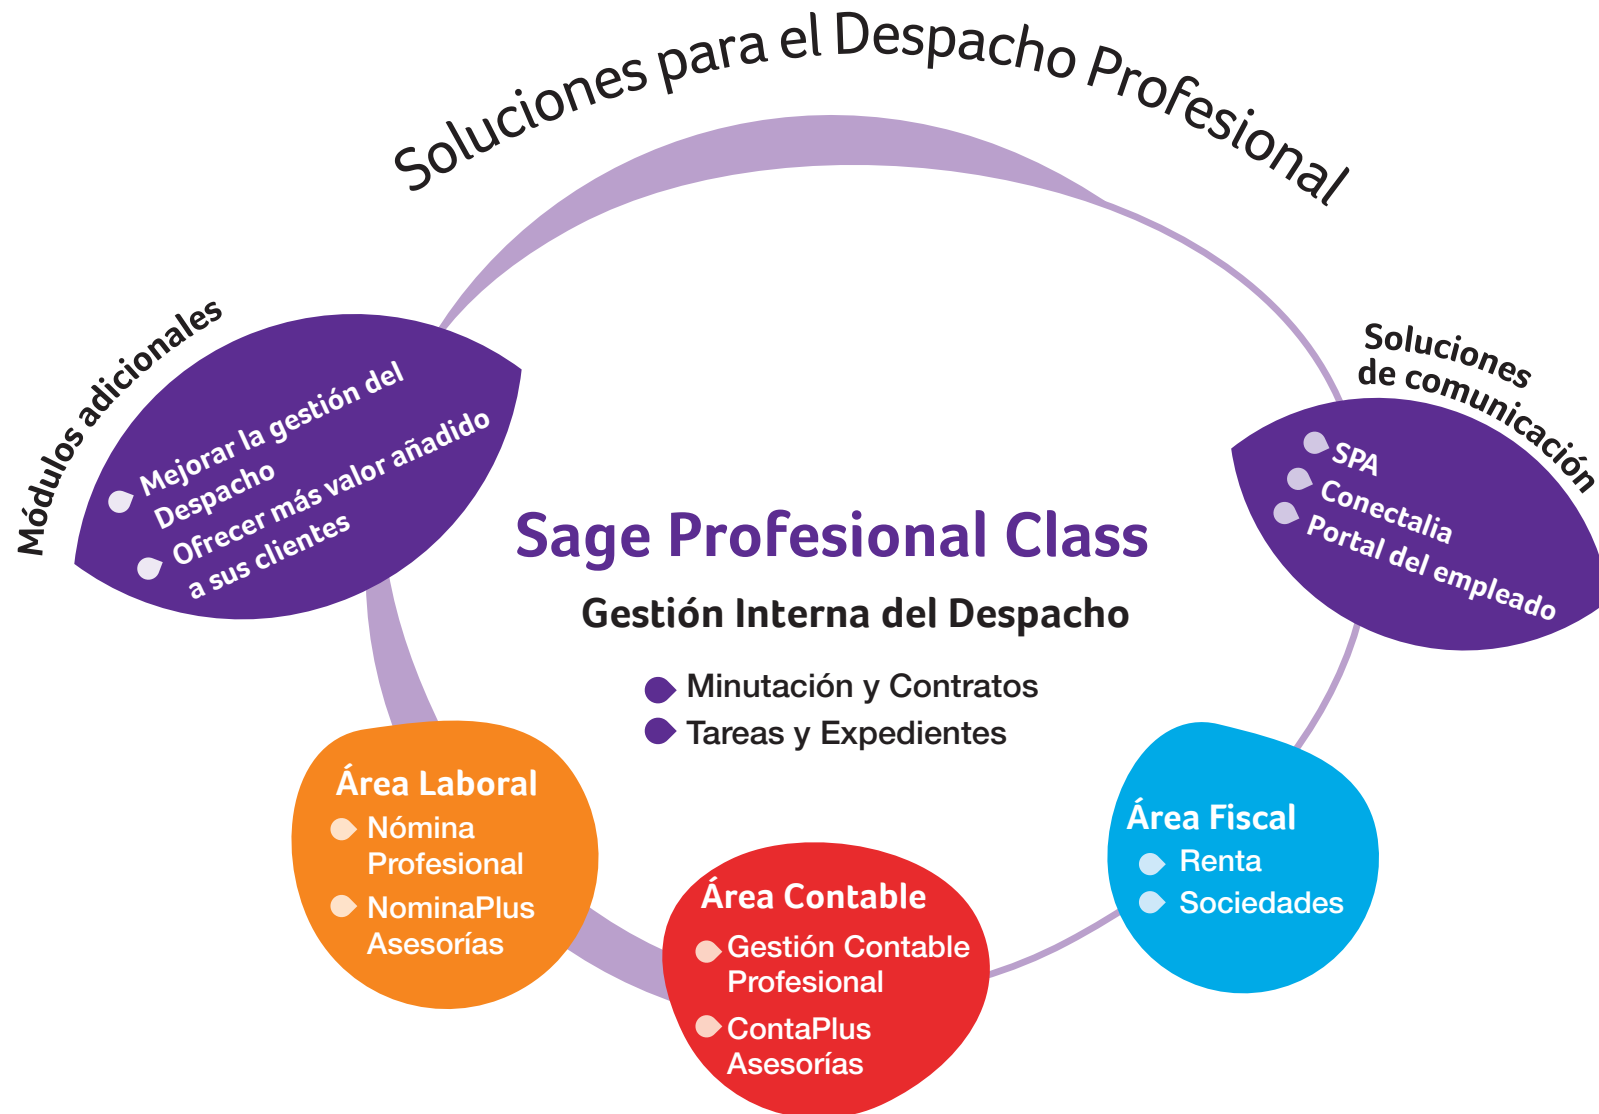 Soluciones para el Despacho Profesional
Módulos adicionales
Mejorar la gestión del
Despacho
Ofrecer más valor añadido
a sus clientes
Soluciones
de comunicación
SPA
Conectalia
Portal del empleado
Sage Profesional Class
Gestión Interna del Despacho
Minutación y Contratos
Tareas y Expedientes
Área Laboral
Nómina
Profesional
NominaPlus
Asesorías
Área Contable
Gestión Contable
Profesional
ContaPlus
Asesorías
Área Fiscal
Renta
Sociedades